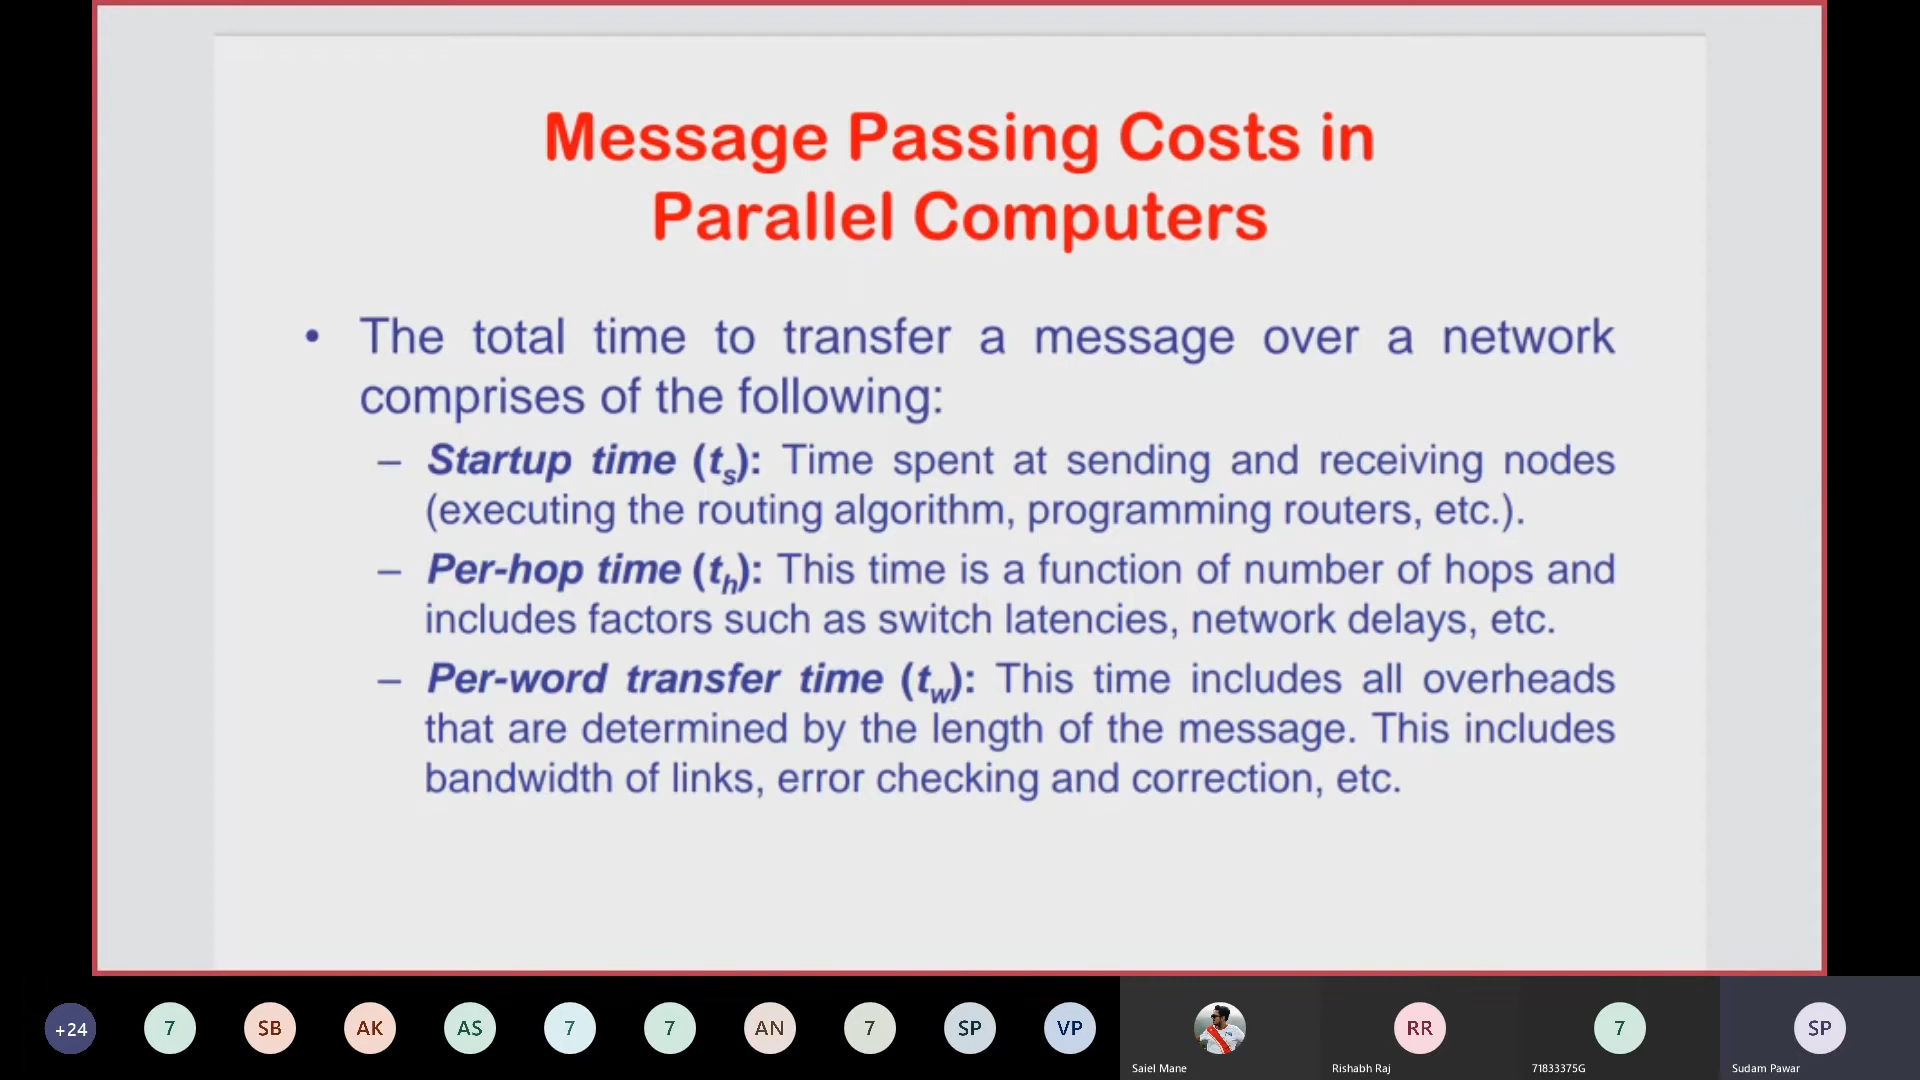 Message Passing Costs in
Parallel Computers
• The total time to transfer a message over a network
comprises of the following:
– Startup time (ts): Time spent at sending and receiving nodes
(executing the routing algorithm, programming routers, etc.).
– Per-hop time (th): This time is a function of number of hops and
includes factors such as switch latencies, network delays, etc.
– Per-word transfer time (tw): This time includes all overheads
that are determined by the length of the message. This includes
bandwidth of links, error checking and correction, etc.
+24 7 SB AK AS 7 7 AN 7 SP VP RR 7 SP
Saiel Mane Rishabh Raj 71833375G Sudam Pawar